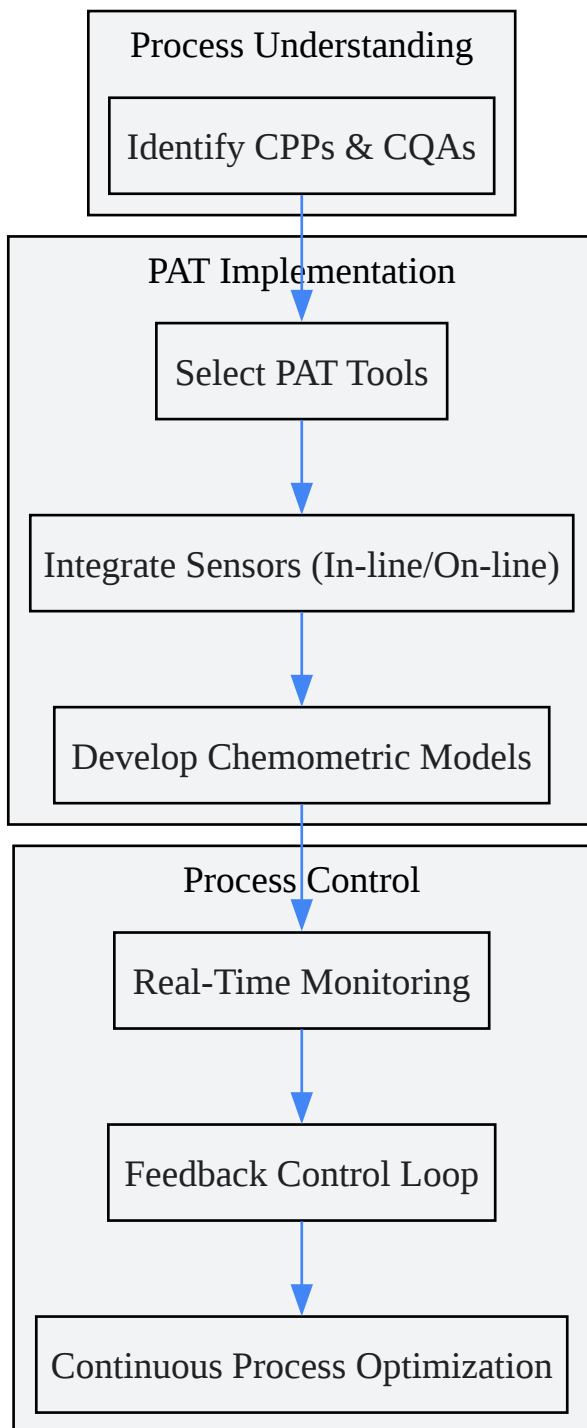 Process Understanding
Identify CPPs & CQAs
PAT Implementation
Select PAT Tools
Integrate Sensors (In-line/On-line)
Develop Chemometric Models
Process Control
Real-Time Monitoring
Feedback Control Loop
Continuous Process Optimization